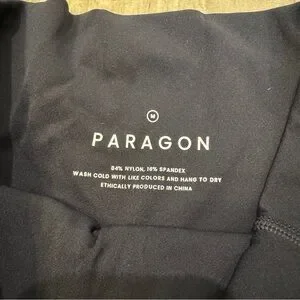 M
PARAGON
84% NYLON, 16% SPANDEX
WASH COLD WITH LIKE COLORS AND HANG TO DRY
ETHICALLY PRODUCED IN CHINA